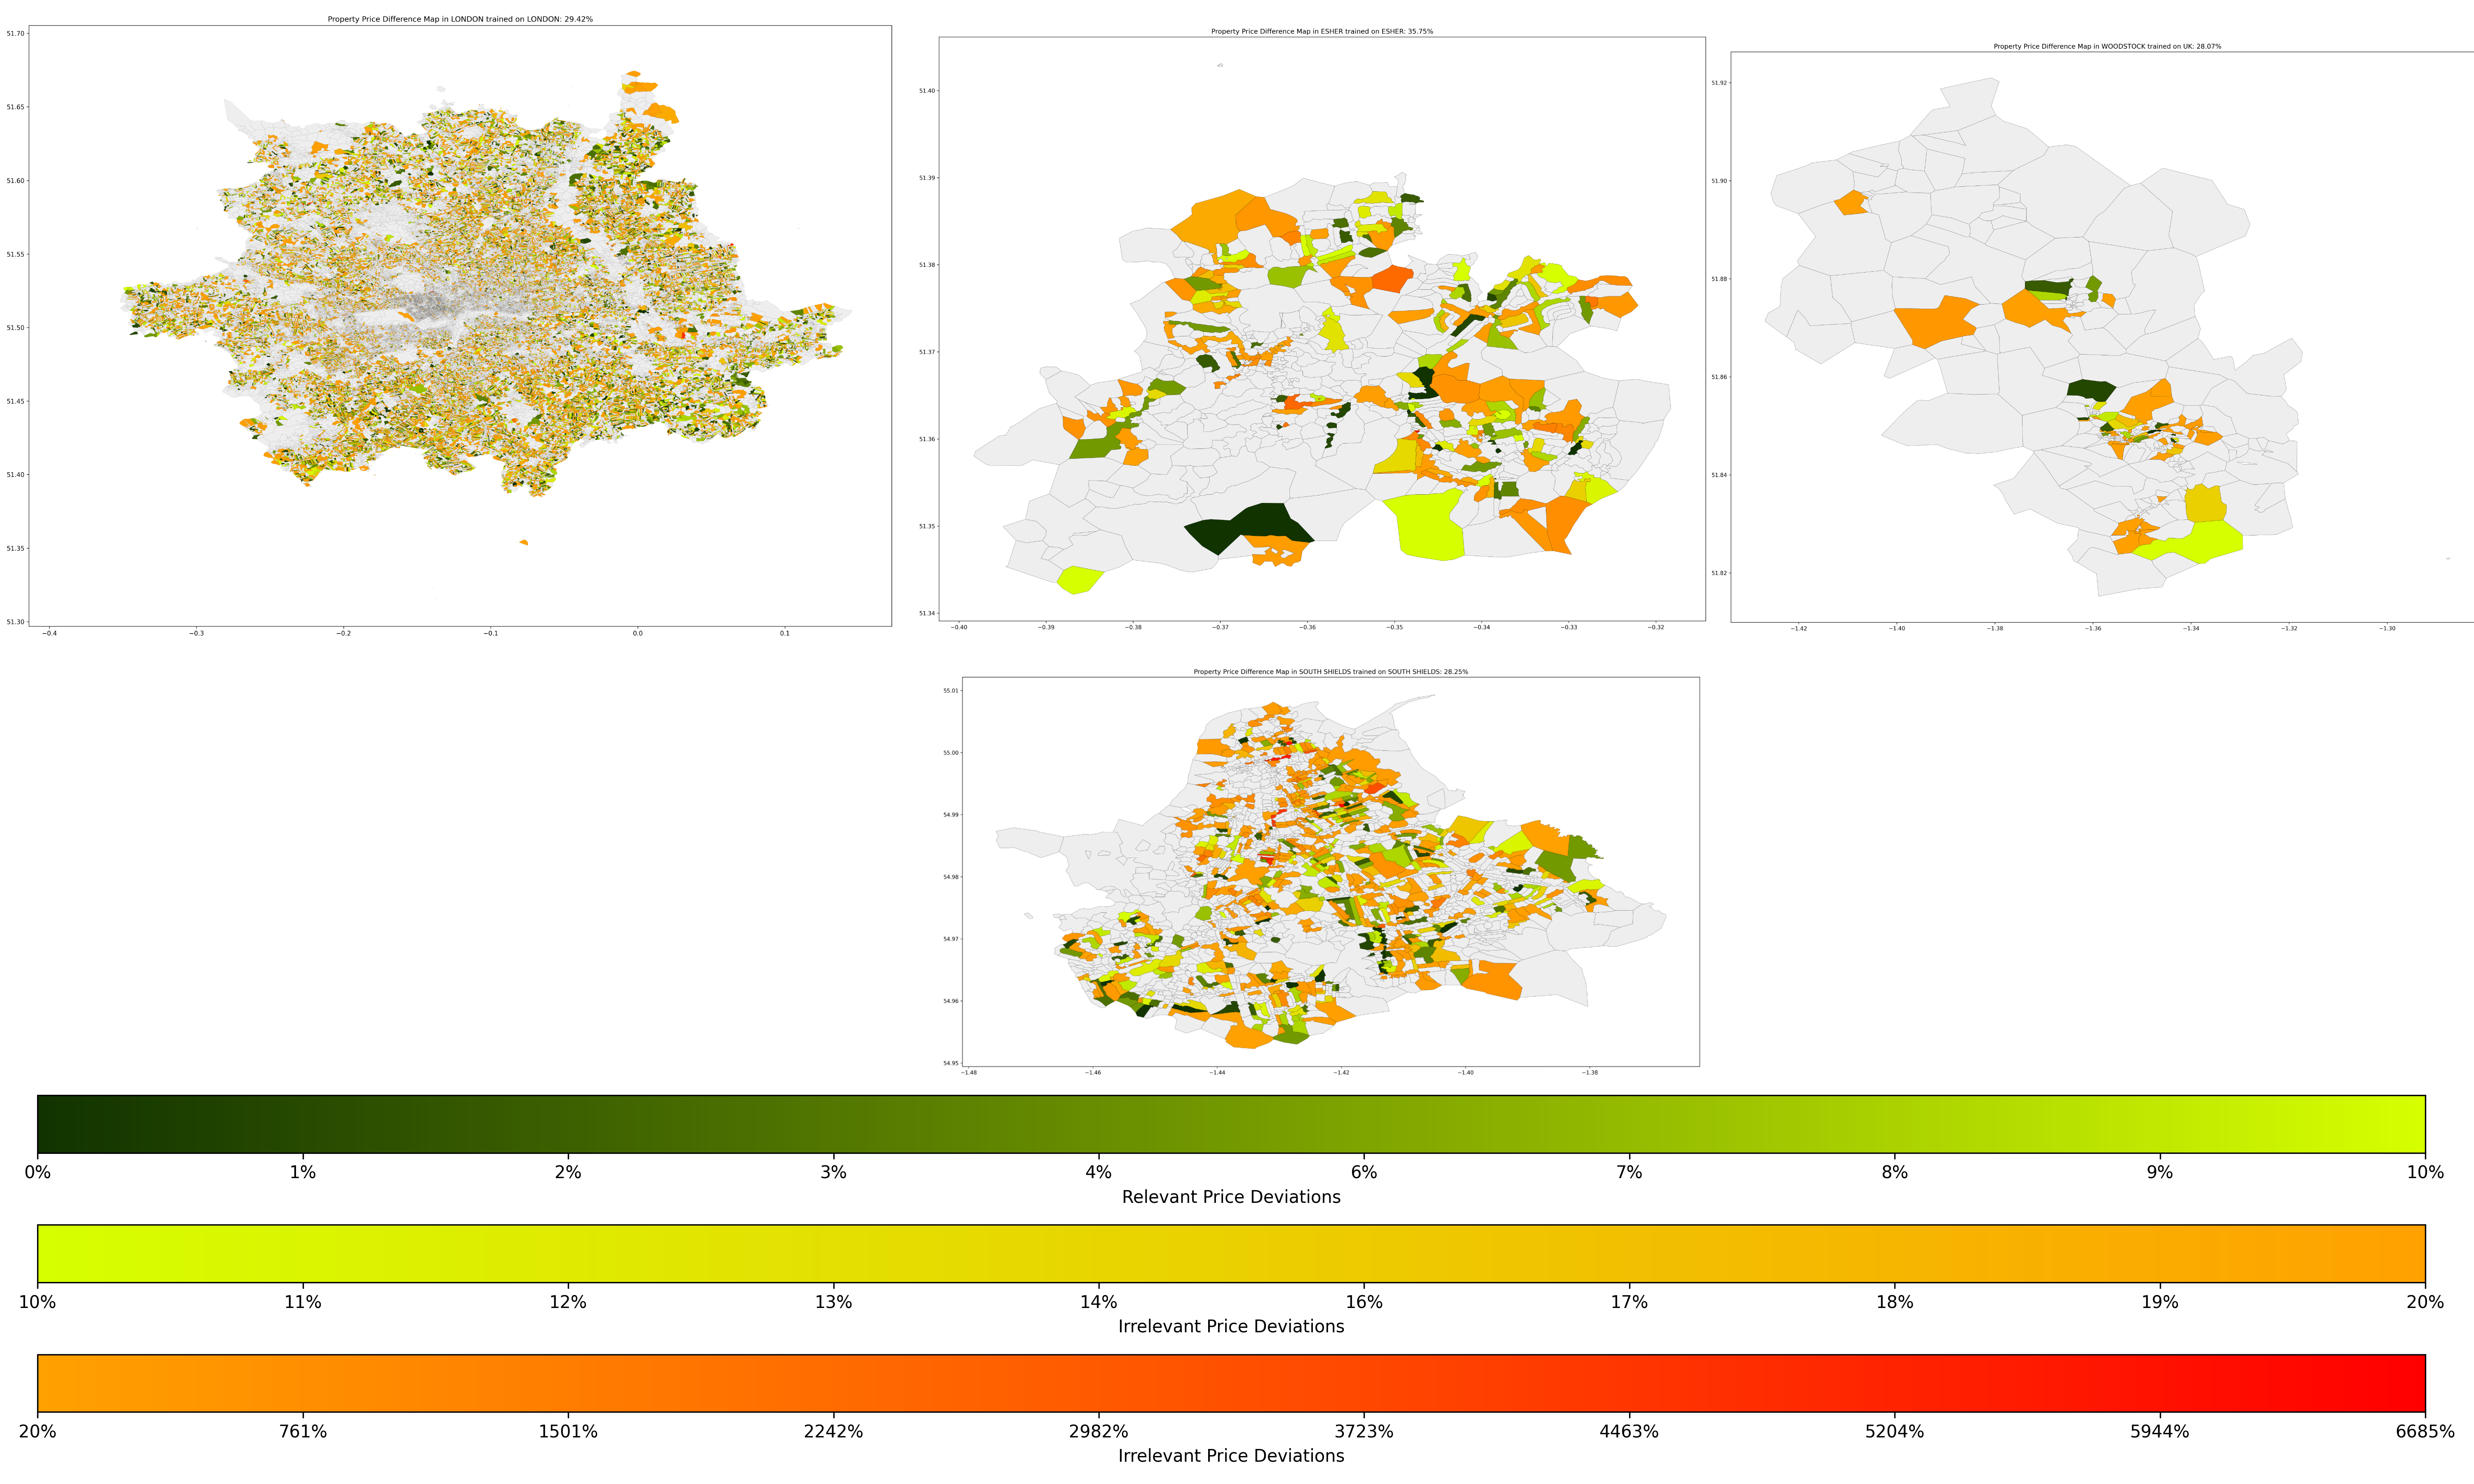 Property Price Difference Map in LONDON trained on LONDON: 29.42%
51.70
51.65
51.60
51.55
51.50
51.45
51.40
51.35
51.30
−0.4 −0.3 −0.2 −0.1 0.0 0.1
Property Price Difference Map in ESHER trained on ESHER: 35.75%
51.40
51.39
51.38
51.37
51.36
51.35
51.34
−0.40 −0.39 −0.38 −0.37 −0.36 −0.35 −0.34 −0.33 −0.32
Property Price Difference Map in WOODSTOCK trained on UK: 28.07%
51.92
51.90
51.88
51.86
51.84
51.82
−1.42 −1.40 −1.38 −1.36 −1.34 −1.32 −1.30
Property Price Difference Map in SOUTH SHIELDS trained on SOUTH SHIELDS: 28.25%
55.01
55.00
54.99
54.98
54.97
54.96
54.95
−1.48 −1.46 −1.44 −1.42 −1.40 −1.38
0% 1% 2% 3% 4% 6% 7% 8% 9% 10%
Relevant Price Deviations
10% 11% 12% 13% 14% 16% 17% 18% 19% 20%
Irrelevant Price Deviations
20% 761% 1501% 2242% 2982% 3723% 4463% 5204% 5944% 6685%
Irrelevant Price Deviations